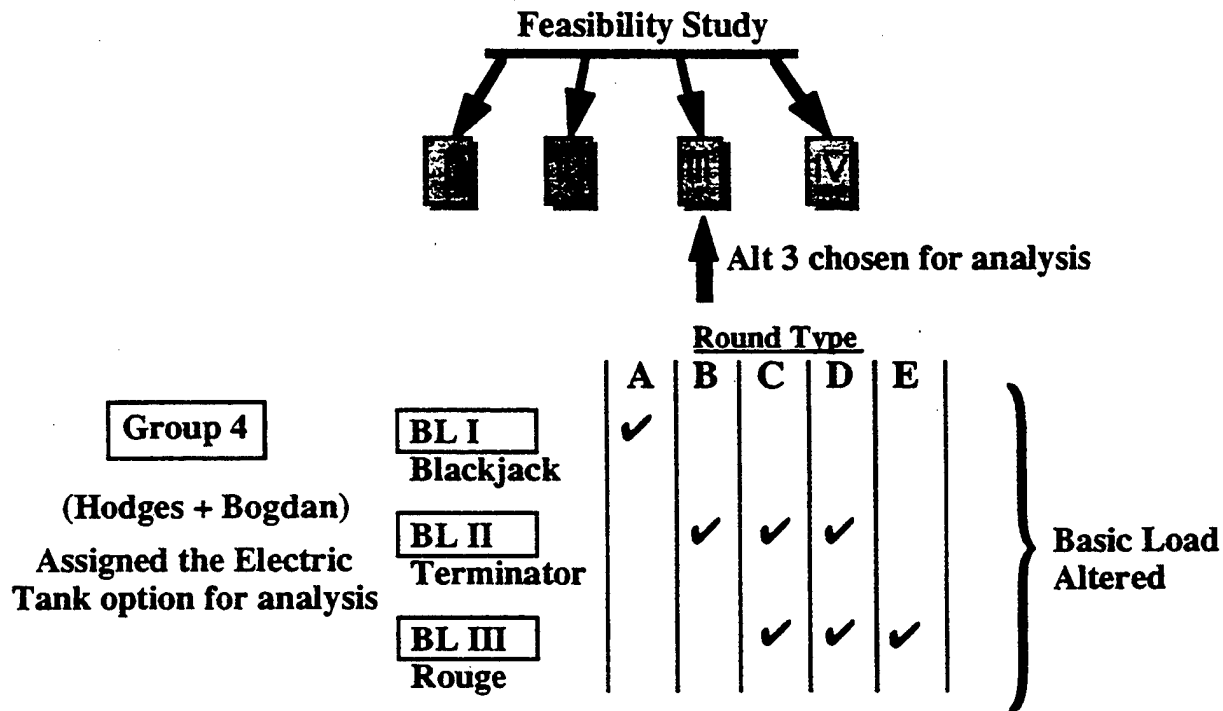 Feasibility Study
III
IV
Alt 3 chosen for analysis
Round Type
A B C D E
Group 4
BL I
✔
Blackjack
(Hodges + Bogdan)
BL II
✔ ✔ ✔
Terminator
Assigned the Electric
Tank option for analysis
BL III
✔ ✔ ✔
Rouge
Basic Load
Altered